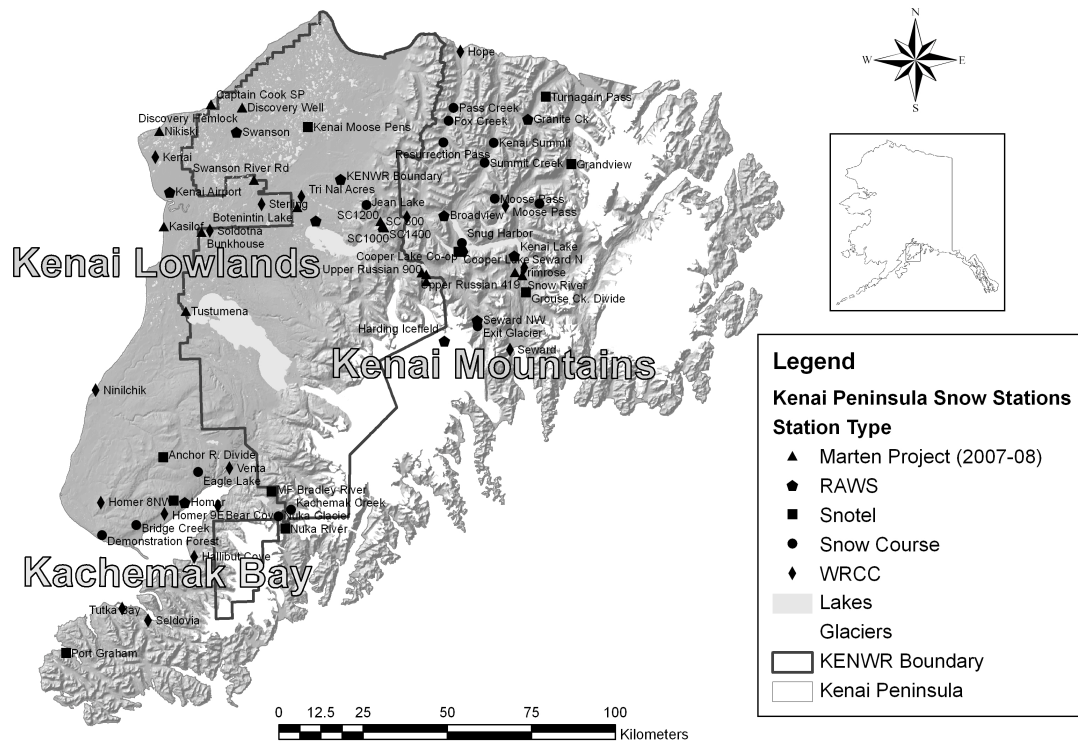 N
W E
S
Hope
Captain Cook SP
Discovery Well
Discovery Hemlock
Nikiski
Swanson
Kenai Moose Pens
Pass Creek
Fox Creek
Turnagain Pass
Granite Ck
Kenai Summit
Resurrection Pass
Summit Creek
Grandview
Kenai
Swanson River Rd
KENWR Boundary
Kenai Airport
Tri Nal Acres
Sterling
Jean Lake
Moose Pass
Moose Pass
Botenintin Lake
SC1200
SC 800
Broadview
Kasilof
Soldotna
SC1000
SC1400
Snug Harbor
Bunkhouse
Kenai Lowlands
Kenai Lake
Cooper Lake Co-op
Cooper Lake
Seward N
Upper Russian 900
Primrose
Upper Russian 419
Snow River
Grouse Ck. Divide
Tustumena
Harding Icefield
Seward NW
Exit Glacier
Seward
Kenai Mountains
Ninilchik
Anchor R. Divide
Venta
Eagle Lake
MF Bradley River
Homer 8NW
Homer
Kachemak Creek
Homer 9E
Bear Cove
Nuka Glacier
Bridge Creek
Nuka River
Demonstration Forest
Halibut Cove
Kachemak Bay
Tutka Bay
Seldovia
Port Graham
0 12.5 25 50 75 100
Kilometers
Legend
Kenai Peninsula Snow Stations
Station Type
Marten Project (2007-08)
RAWS
Snotel
Snow Course
WRCC
Lakes
Glaciers
KENWR Boundary
Kenai Peninsula